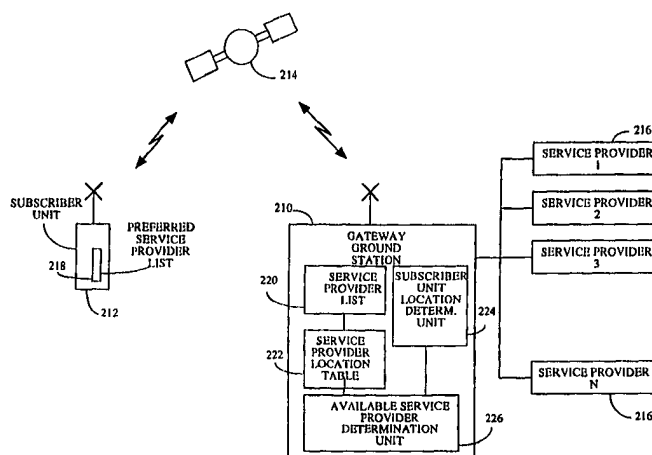 214
216
SERVICE PROVIDER
1
SERVICE PROVIDER
2
SERVICE PROVIDER
3
SERVICE PROVIDER
N
216
SUBSCRIBER
UNIT
PREFERRED
SERVICE
PROVIDER
LIST
218
212
210
GATEWAY
GROUND
STATION
220
SERVICE
PROVIDER
LIST
SUBSCRIBER
UNIT
LOCATION
DETERM.
UNIT
224
222
SERVICE
PROVIDER
LOCATION
TABLE
AVAILABLE SERVICE
PROVIDER
DETERMINATION
UNIT
226